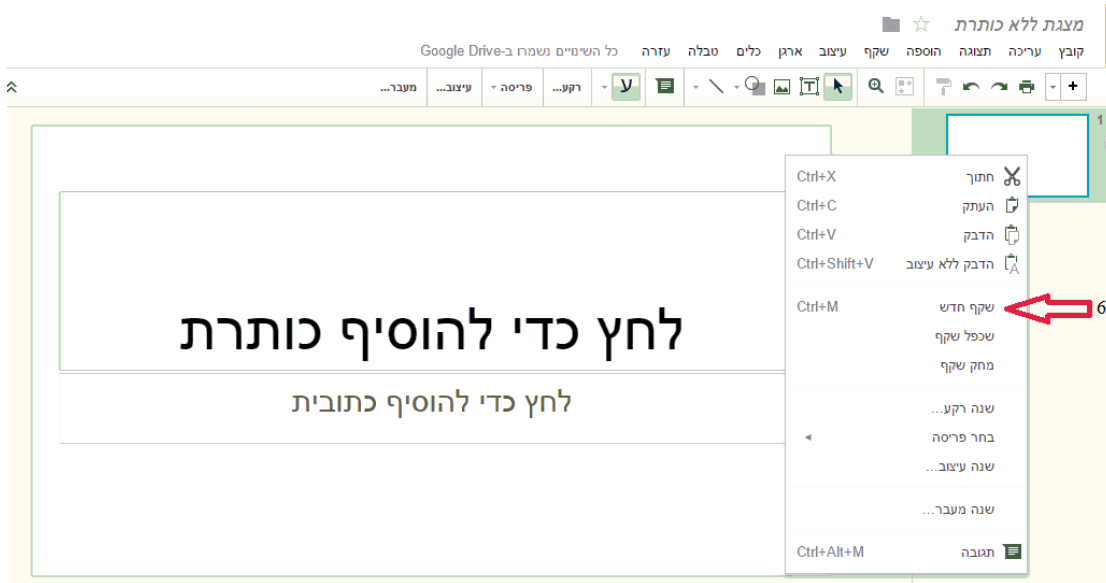 מצגת ללא כותרת
קובץ עריכה תצוגה הוספה שקף עיצוב ארגן כלים טבלה עזרה כל השינויים נשמרו ב-Google Drive
רקע... פריסה עיצוב... מעבר...
1
חתוך Ctrl+X
העתק Ctrl+C
הדבק Ctrl+V
הדבק ללא עיצוב Ctrl+Shift+V
שקף חדש Ctrl+M
6
שכפל שקף
מחק שקף
שנה רקע...
בחר פריסה
שנה עיצוב...
שנה מעבר...
תגובה Ctrl+Alt+M
לחץ כדי להוסיף כותרת
לחץ כדי להוסיף כתובית